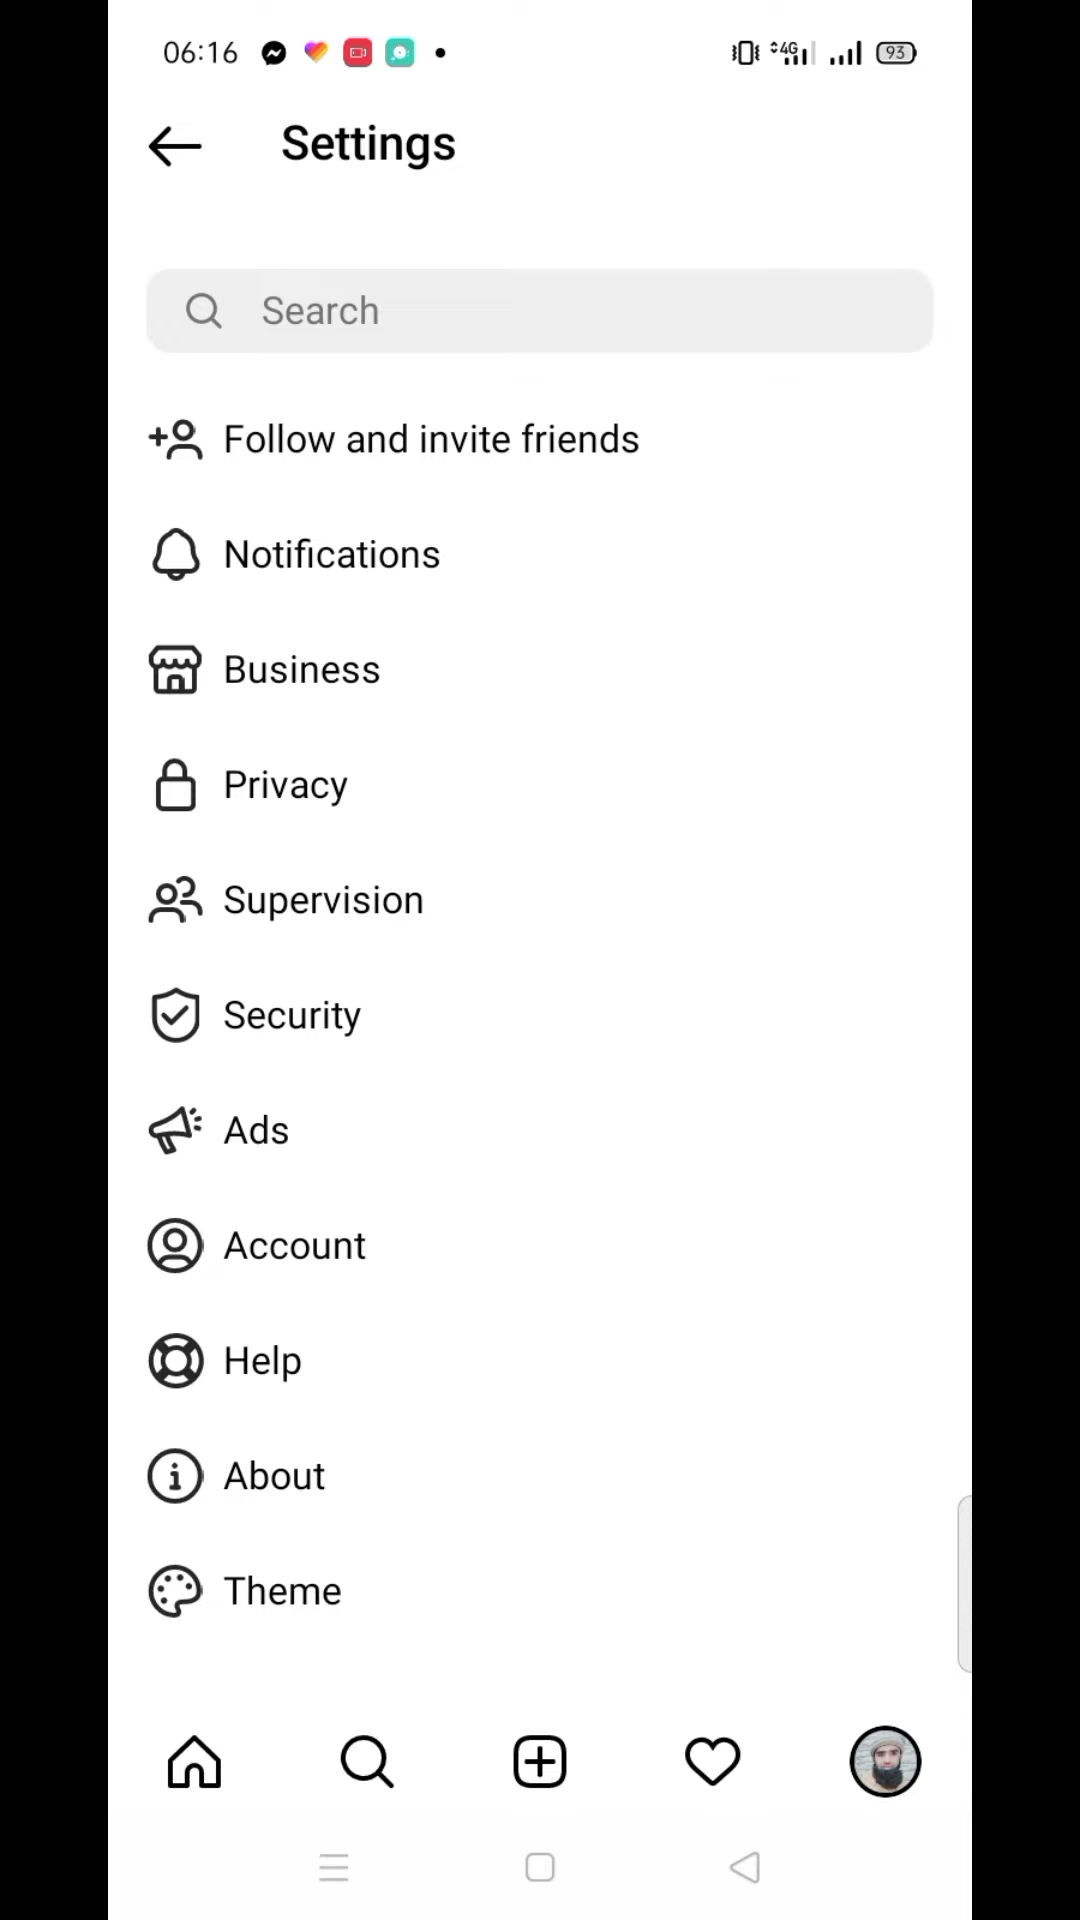 06:16 4G 93
Settings
Search
Follow and invite friends
Notifications
Business
Privacy
Supervision
Security
Ads
Account
Help
About
Theme